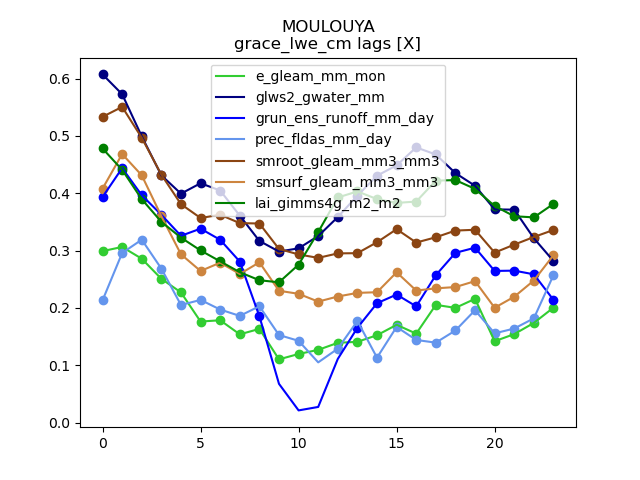 MOULOUYA
grace_lwe_cm lags [X]
e_gleam_mm_mon
glws2_gwater_mm
grun_ens_runoff_mm_day
prec_fldas_mm_day
smroot_gleam_mm3_mm3
smsurf_gleam_mm3_mm3
lai_gimms4g_m2_m2
0.6
0.5
0.4
0.3
0.2
0.1
0.0
0
5
10
15
20